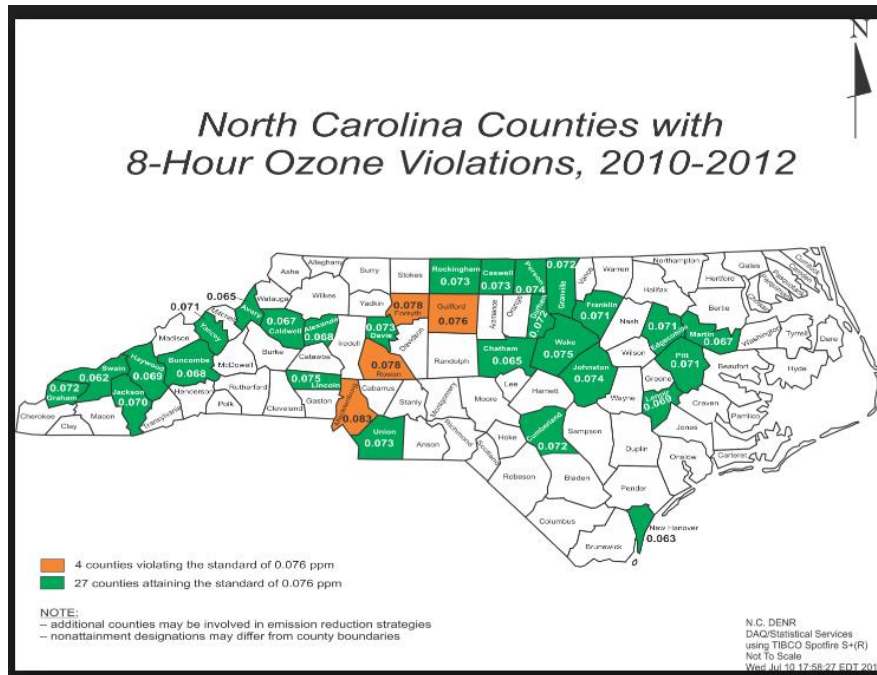 N
North Carolina Counties with
8-Hour Ozone Violations, 2010-2012
Ashe
Alleghany
Surry
Stokes
Rockingham
0.073
Caswell
0.073
Person
0.074
0.072
Granville
Vance
Warren
Northampton
Gates
Hertford
Halifax
Bertie
Camden
Pasquotank
Perquimans
Chowan
Watauga
Wilkes
Yadkin
0.078
Forsyth
Guilford
0.076
Alamance
Orange
Durham
0.072
Franklin
0.071
Nash
0.071
Edgecombe
Martin
0.067
Washington
Tyrrell
Dare
0.071
0.065
Mitchell
Avery
Yancey
Madison
0.067
Caldwell
Alexander
0.068
Iredell
0.073
Davie
Davidson
Randolph
Chatham
0.065
Wake
0.075
Johnston
0.074
Wilson
Pitt
0.071
Greene
Beaufort
Hyde
Swain
0.062
Haywood
0.069
Buncombe
0.068
McDowell
Burke
Catawba
0.078
Rowan
0.072
Graham
Jackson
0.070
Henderson
Rutherford
Polk
Cleveland
0.075
Lincoln
Gaston
Cabarrus
Stanly
Montgomery
Moore
Lee
Harnett
Wayne
Lenoir
0.069
Craven
Pamlico
Jones
Cherokee
Clay
Macon
Transylvania
Mecklenburg
0.083
Union
0.073
Anson
Richmond
Scotland
Hoke
Cumberland
0.072
Sampson
Duplin
Onslow
Carteret
Robeson
Bladen
Pender
Columbus
Brunswick
New Hanover
0.063
4 counties violating the standard of 0.076 ppm
27 counties attaining the standard of 0.076 ppm
NOTE:
– additional counties may be involved in emission reduction strategies
– nonattainment designations may differ from county boundaries
N.C. DENR
DAQ/Statistical Services
using TIBCO Spotfire S+(R)
Not To Scale
Wed Jul 10 17:58:27 EDT 201